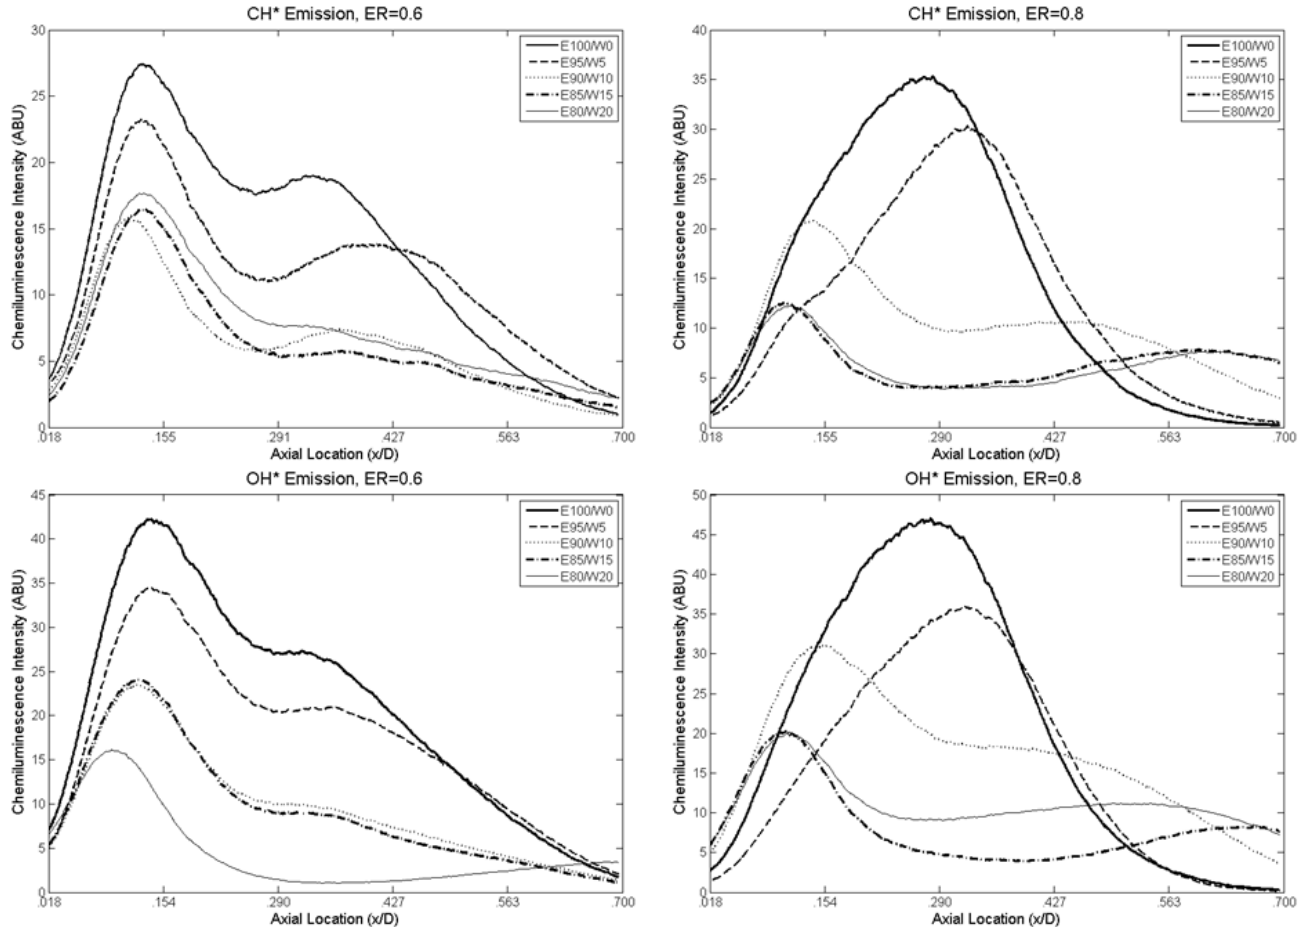 CH* Emission, ER=0.6
30
25
20
15
10
5
0
Chemiluminescence Intensity (ABU)
E100/W0
E95/W5
E90/W10
E85/W15
E80/W20
.018 .155 .291 .427 .563 .700
Axial Location (x/D)
CH* Emission, ER=0.8
40
35
30
25
20
15
10
5
0
Chemiluminescence Intensity (ABU)
E100/W0
E95/W5
E90/W10
E85/W15
E80/W20
.018 .155 .290 .427 .563 .700
Axial Location (x/D)
OH* Emission, ER=0.6
45
40
35
30
25
20
15
10
5
0
Chemiluminescence Intensity (ABU)
E100/W0
E95/W5
E90/W10
E85/W15
E80/W20
.018 .154 .290 .427 .563 .700
Axial Location (x/D)
OH* Emission, ER=0.8
50
45
40
35
30
25
20
15
10
5
0
Chemiluminescence Intensity (ABU)
E100/W0
E95/W5
E90/W10
E85/W15
E80/W20
.018 .154 .290 .427 .563 .700
Axial Location (x/D)